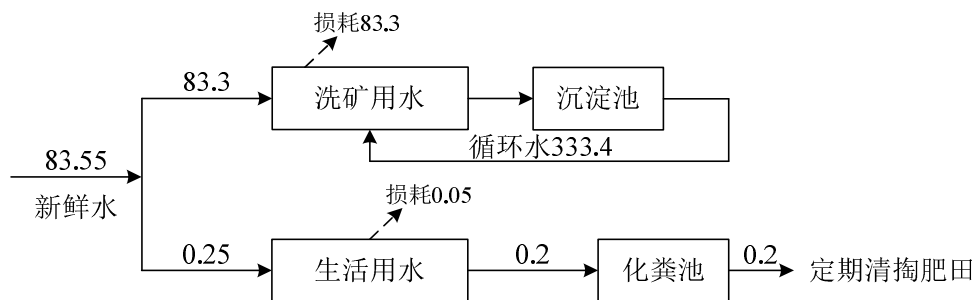 损耗83.3
83.3
洗矿用水
沉淀池
循环水333.4
83.55
新鲜水
损耗0.05
0.25
生活用水
0.2
化粪池
0.2
定期清掏肥田